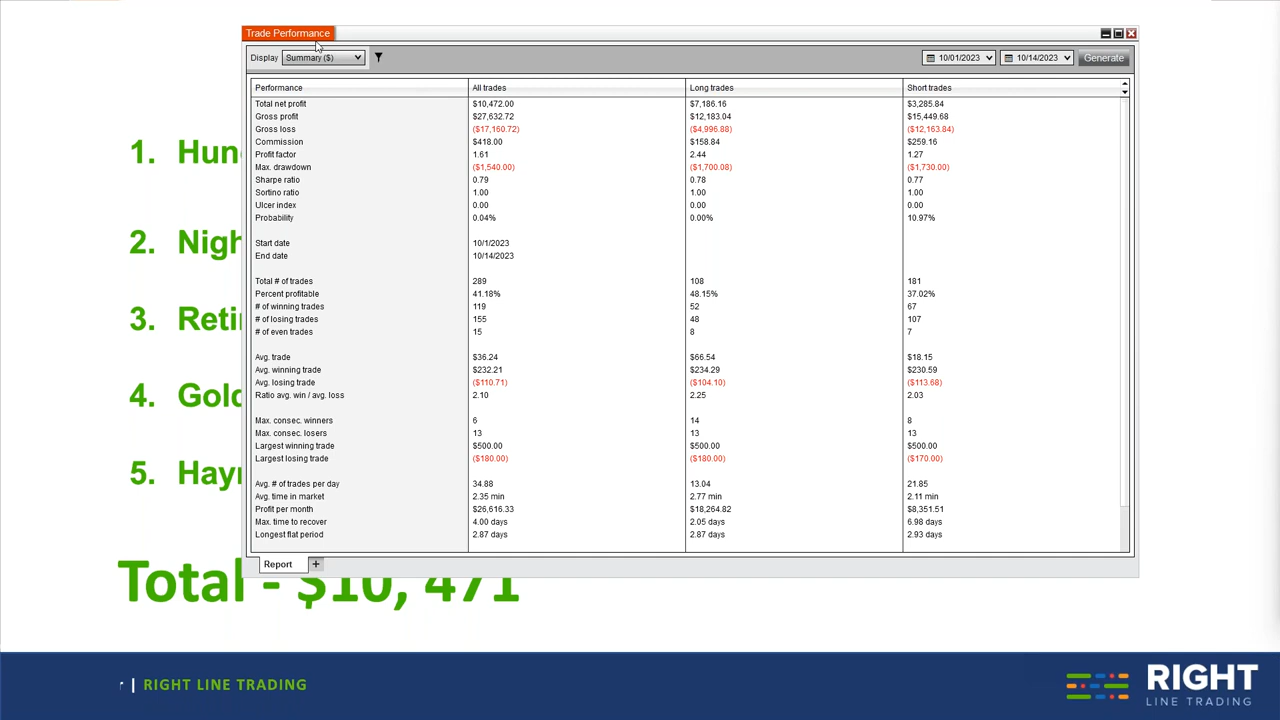 Trade Performance
Display Summary ($) 10/01/2023 10/14/2023 Generate
Performance All trades Long trades Short trades
Total net profit $10,472.00 $7,186.16 $3,285.84
Gross profit $27,632.72 $12,183.04 $15,449.68
Gross loss ($17,160.72) ($4,996.88) ($12,163.84)
Commission $418.00 $158.84 $259.16
Profit factor 1.61 2.44 1.27
Max. drawdown ($1,540.00) ($1,700.08) ($1,730.00)
Sharpe ratio 0.79 0.78 0.77
Sortino ratio 1.00 1.00 1.00
Ulcer index 0.00 0.00 0.00
Probability 0.04% 0.00% 10.97%
Start date 10/1/2023
End date 10/14/2023
Total # of trades 289 108 181
Percent profitable 41.18% 48.15% 37.02%
# of winning trades 119 52 67
# of losing trades 155 48 107
# of even trades 15 8 7
Avg. trade $36.24 $66.54 $18.15
Avg. winning trade $232.21 $234.29 $230.59
Avg. losing trade ($110.71) ($104.10) ($113.68)
Ratio avg. win / avg. loss 2.10 2.25 2.03
Max. consec. winners 6 14 8
Max. consec. losers 13 13 13
Largest winning trade $500.00 $500.00 $500.00
Largest losing trade ($180.00) ($180.00) ($170.00)
Avg. # of trades per day 34.88 13.04 21.85
Avg. time in market 2.35 min 2.77 min 2.11 min
Profit per month $26,616.33 $18,264.82 $8,351.51
Max. time to recover 4.00 days 2.05 days 6.98 days
Longest flat period 2.87 days 2.87 days 2.93 days
Report +
1.
2.
3.
4.
5.
Total - $10, 471
| RIGHT LINE TRADING
RIGHT
LINE TRADING